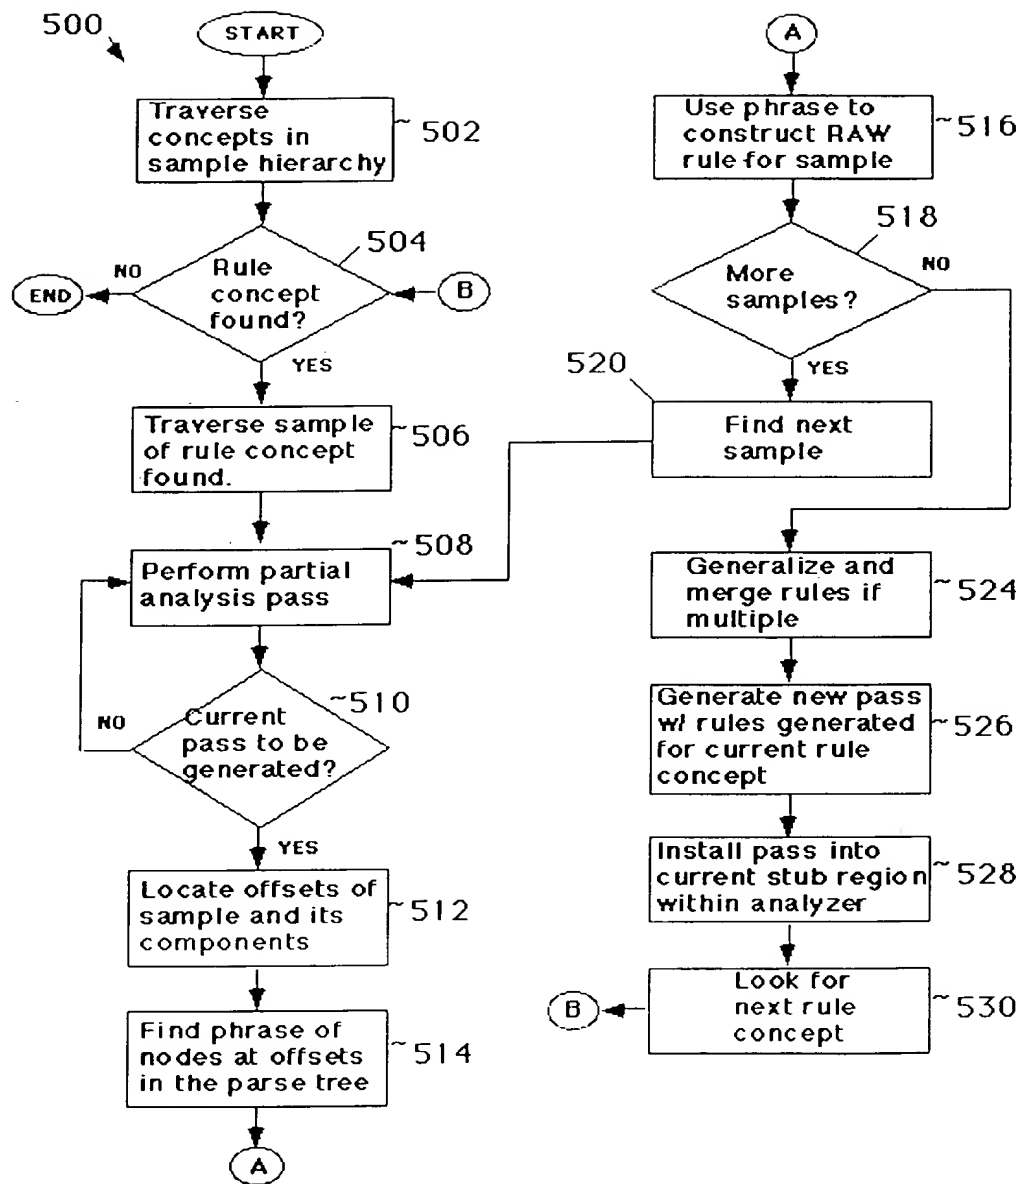 500
START
Traverse
concepts in
sample hierarchy
~502
504
Rule
concept
found?
NO
END
B
YES
Traverse sample
of rule concept
found.
~506
Perform partial
analysis pass
~508
~510
Current
pass to be
generated?
NO
YES
Locate offsets of
sample and its
components
~512
Find phrase of
nodes at offsets
in the parse tree
~514
A
A
Use phrase to
construct RAW
rule for sample
~516
518
More
samples?
NO
YES
520
Find next
sample
Generalize and
merge rules if
multiple
~524
Generate new pass
w/ rules generated
for current rule
concept
~526
Install pass into
current stub region
within analyzer
~528
Look for
next rule
concept
~530
B